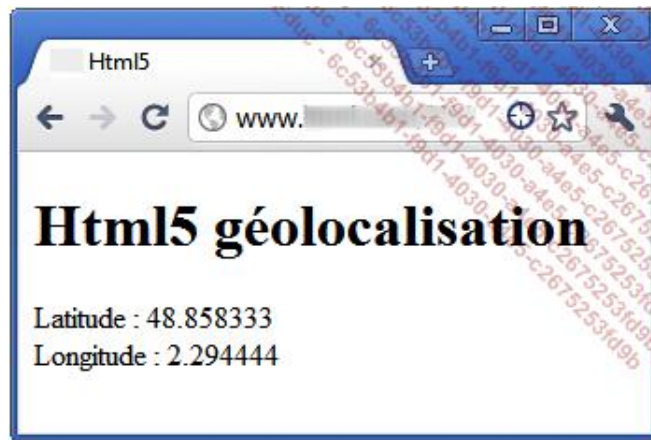 Html5
www.
Html5 géolocalisation
Latitude : 48.858333
Longitude : 2.294444